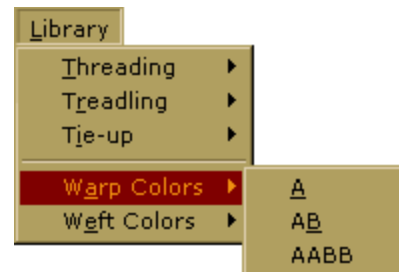 Library
Threading
Treadling
Tie-up
Warp Colors
Weft Colors
A
AB
AABB